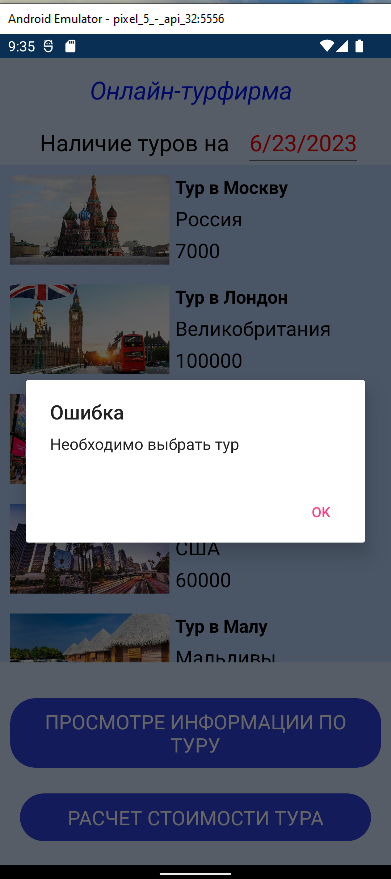 Android Emulator - pixel_5_-_api_32:5556
9:35
Онлайн-турфирма
Наличие туров на 6/23/2023
Тур в Москву
Россия
7000
Тур в Лондон
Великобритания
100000
Ошибка
Необходимо выбрать тур
OK
США
60000
Тур в Малу
Мальдивы
ПРОСМОТРЕ ИНФОРМАЦИИ ПО
ТУРУ
РАСЧЕТ СТОИМОСТИ ТУРА